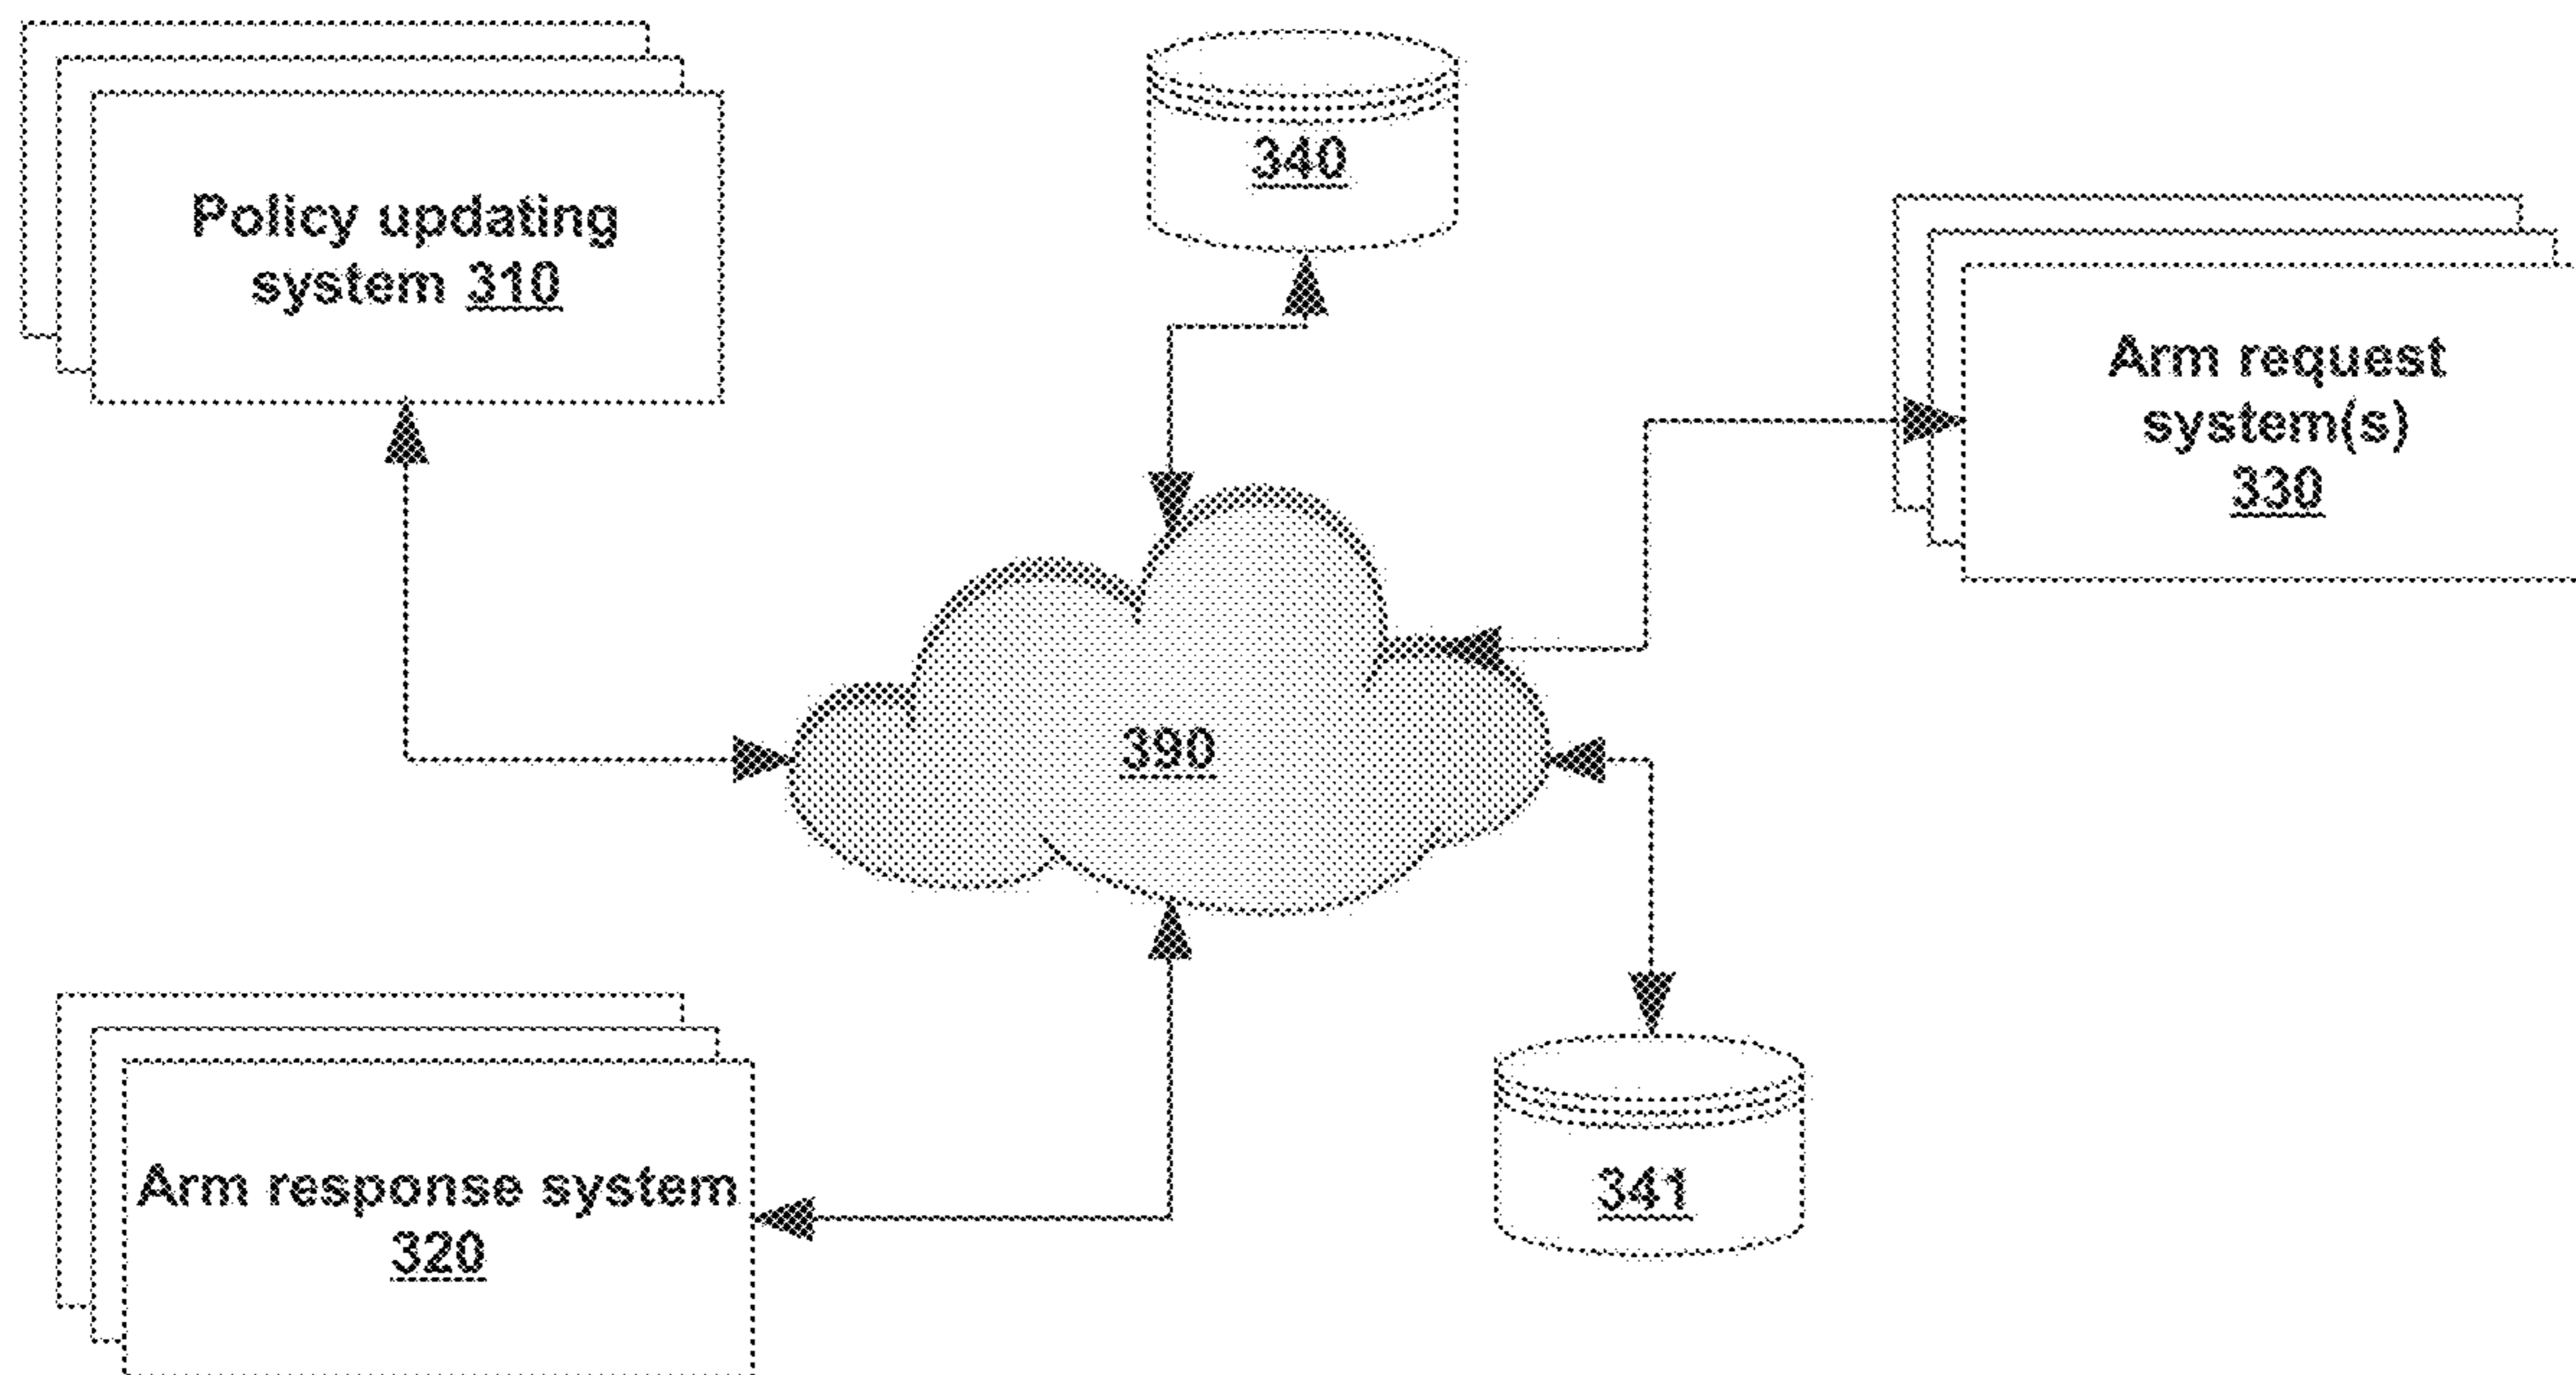 Policy updating
system 310
340
Arm request
system(s)
330
390
Arm response system
320
341